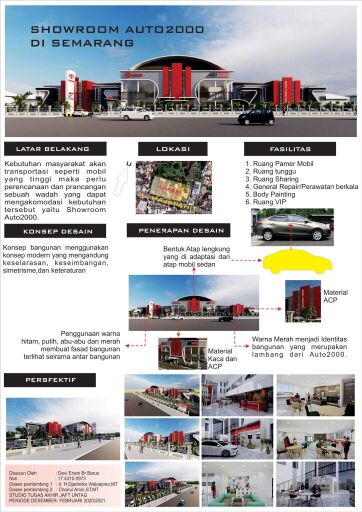 SHOWROOM AUTO2000
DI SEMARANG
LATAR BELAKANG
Kebutuhan masyarakat akan
transportasi seperti mobil
yang tinggi maka perlu
perencanaan dan prancangan
sebuah wadah yang dapat
mengakomodasi kebutuhan
tersebut yaitu Showroom
Auto2000.
KONSEP DESAIN
Konsep bangunan menggunakan
konsep modern yang mengandung
keselarasan, keseimbangan,
simetrisme,dan keteraturan
LOKASI
FASILITAS
1. Ruang Pamer Mobil
2. Ruang tunggu
3. Ruang Sharing
4. General Repair/Perawatan berkala
5. Body Painting
6. Ruang VIP
PENERAPAN DESAIN
Bentuk Atap lengkung
yang di adaptasi dari
atap mobil sedan
Material
ACP
Penggunaan warna
hitam, putih, abu-abu dan merah
membuat fasad bangunan
terlihat seirama antar bangunan
Material
Kaca dan
ACP
Warna Merah menjadi Identitas
bangunan yang merupakan
lambang dari Auto2000.
PERSFEKTIF
Disusun Oleh : Devi Erlani Br Barus
Nim : 17.4310.0973
Dosen pembimbing 1 : Ir. H.Djadmiko Waloejono,MT
Dosen pembimbing 2 : Choirul Amin,ST,MT
STUDIO TUGAS AKHIR JAFT UNTAG
PERIODE DESEMBER- FEBRUARI 2020/2021